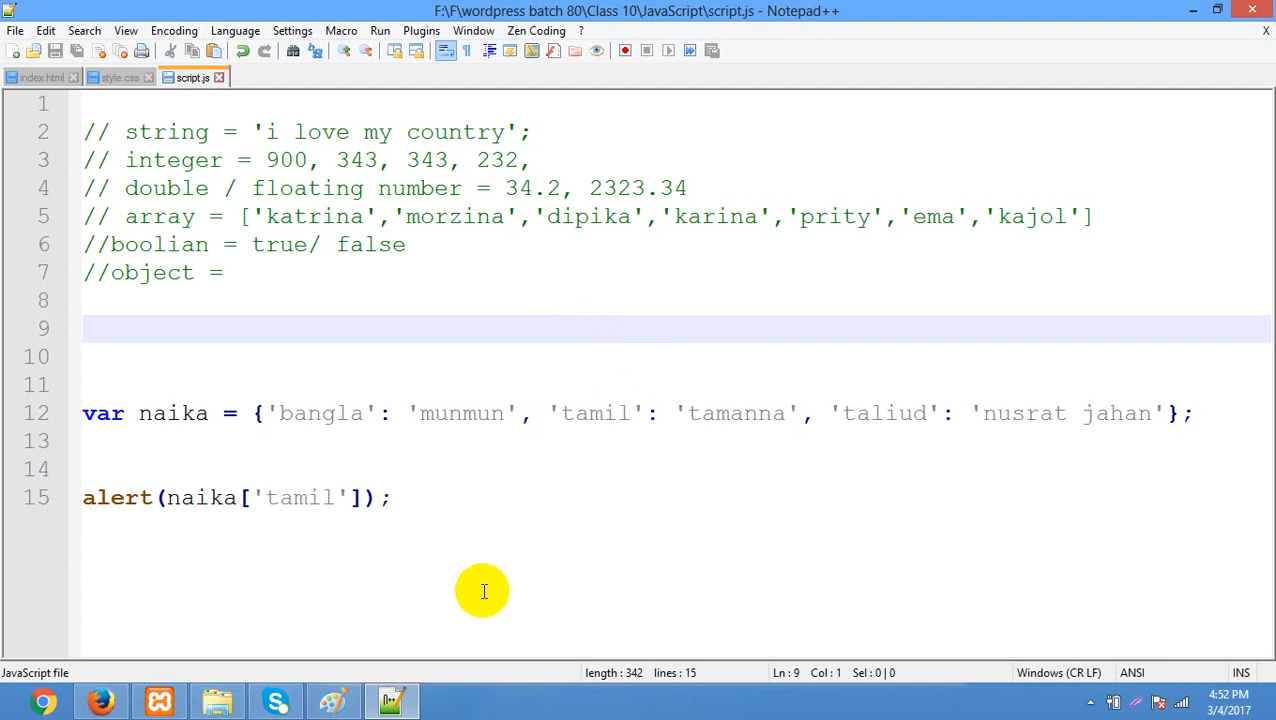 F:\F\wordpress batch 80\Class 10\JavaScript\script.js - Notepad++
File Edit Search View Encoding Language Settings Macro Run Plugins Window Zen Coding ? X
index.html style.css script.js
1
2 // string = 'i love my country';
3 // integer = 900, 343, 343, 232,
4 // double / floating number = 34.2, 2323.34
5 // array = ['katrina','morzina','dipika','karina','prity','ema','kajol']
6 //boolian = true/ false
7 //object =
8
9
10
11
12 var naika = {'bangla': 'munmun', 'tamil': 'tamanna', 'taliud': 'nusrat jahan'};
13
14
15 alert(naika['tamil']);
JavaScript file length : 342 lines : 15 Ln : 9 Col : 1 Sel : 0 | 0 Windows (CR LF) ANSI INS
4:52 PM
3/4/2017